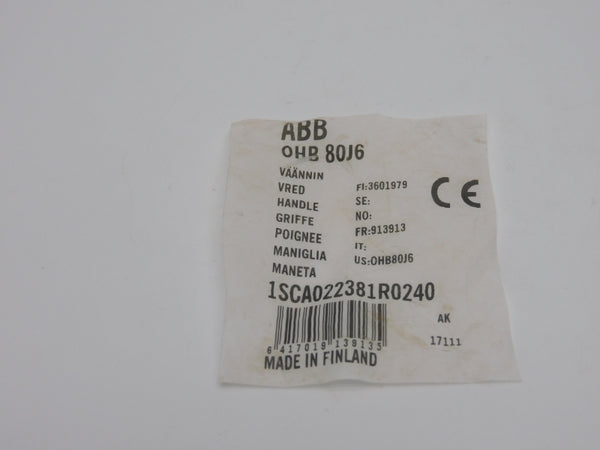 ABB
OHB 80J6
VÄÄNNIN
VRED FI:3601979
HANDLE SE:
GRIFFE NO:
POIGNEE FR:913913
MANIGLIA IT:
MANETA US:OHB80J6
CE
1SCA022381R0240
6 417019 139135
AK
17111
MADE IN FINLAND